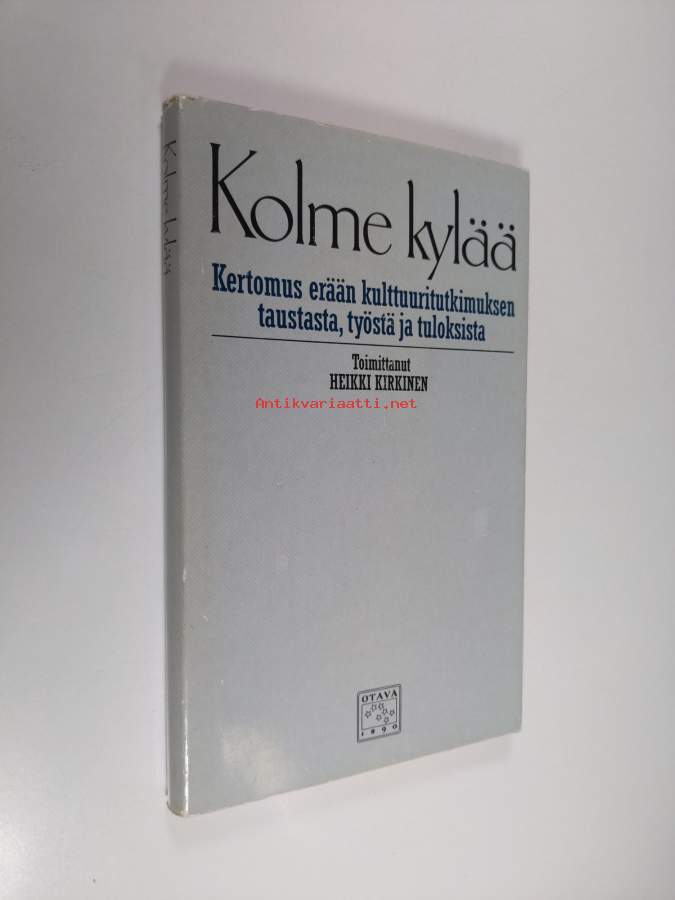 Kolme kylää
Kolme kylää
Kertomus erään kulttuuritutkimuksen
taustasta, työstä ja tuloksista
Toimittanut
HEIKKI KIRKINEN
Antikvariaatti.net
OTAVA
1890